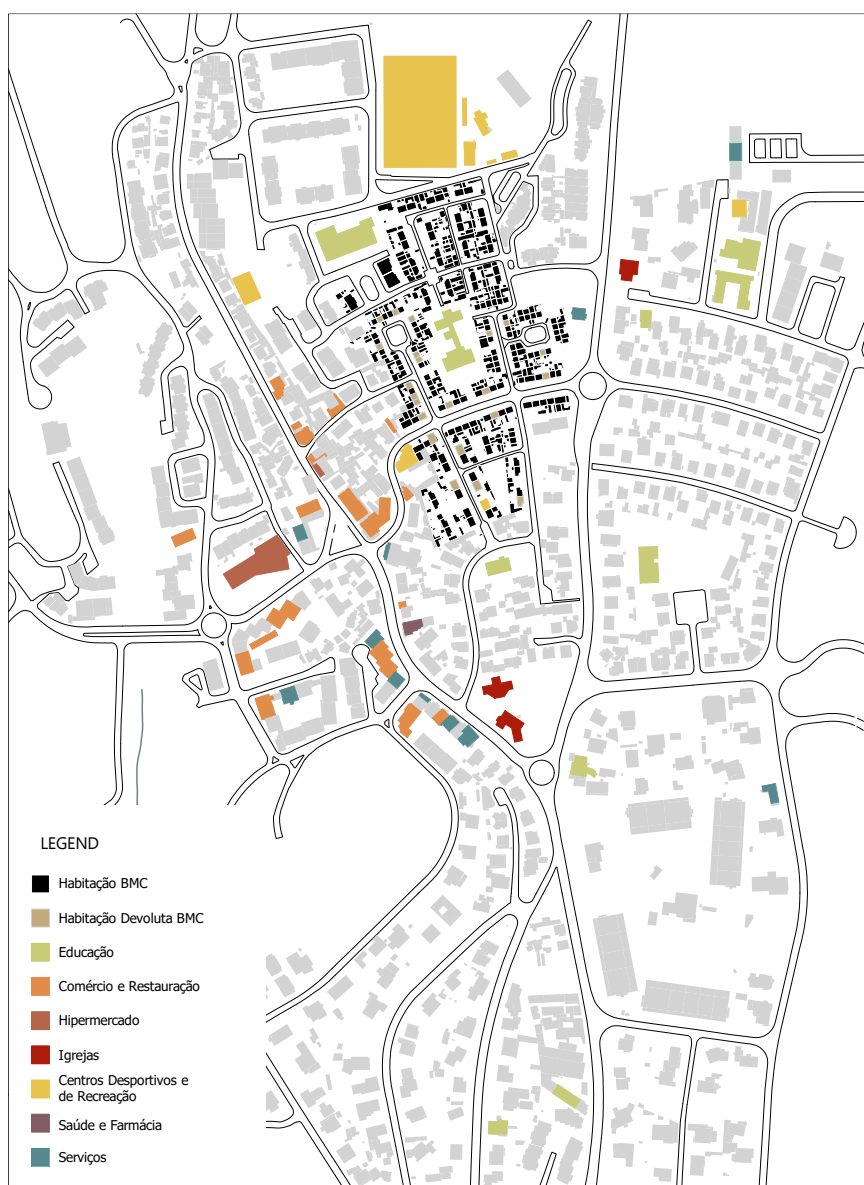 LEGEND
Habitação BMC
Habitação Devoluta BMC
Educação
Comércio e Restauração
Hipermercado
Igrejas
Centros Desportivos e
de Recreação
Saúde e Farmácia
Serviços